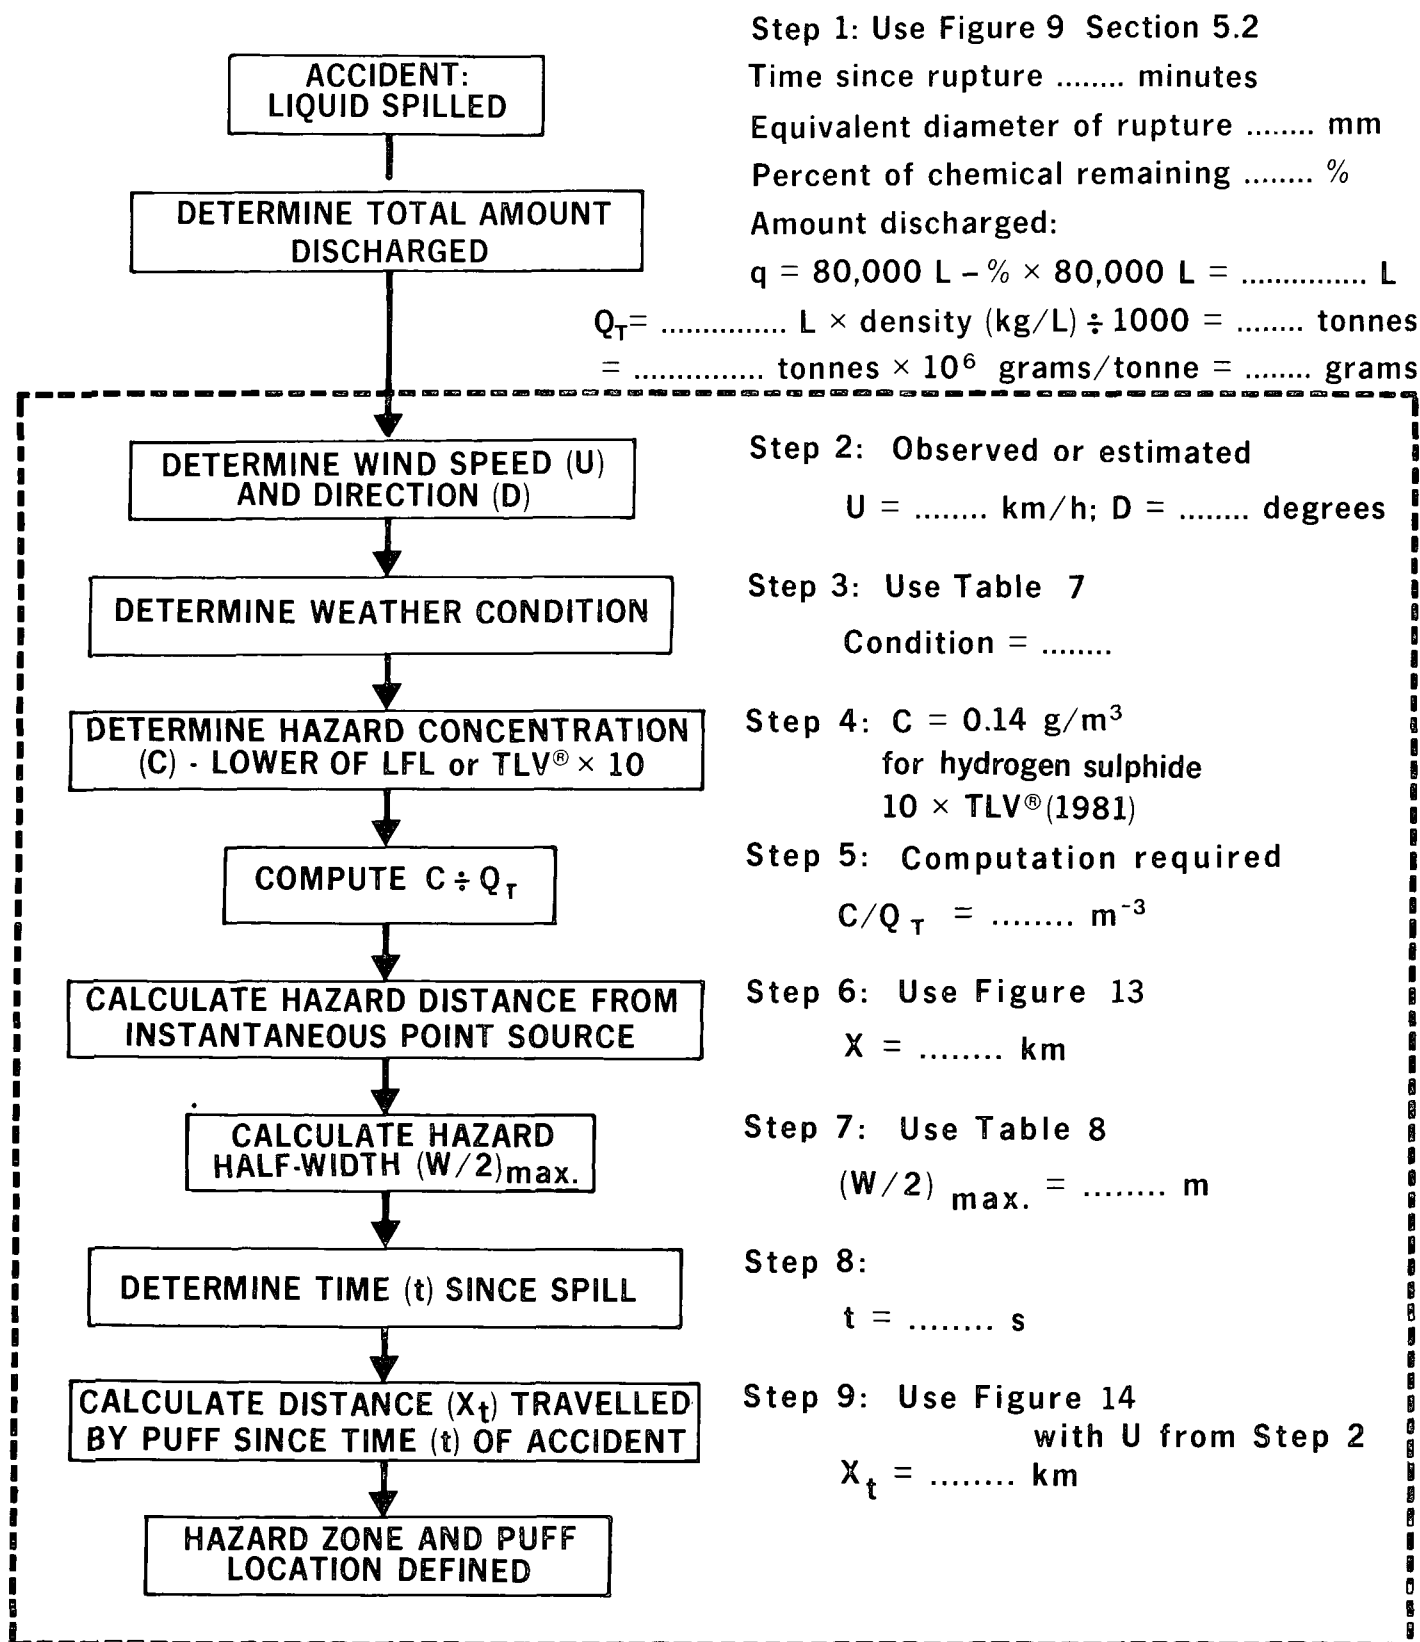 Step 1: Use Figure 9 Section 5.2
ACCIDENT:
LIQUID SPILLED
Time since rupture ........ minutes
Equivalent diameter of rupture ........ mm
Percent of chemical remaining ........ %
DETERMINE TOTAL AMOUNT
DISCHARGED
Amount discharged:
q = 80,000 L – % × 80,000 L = ............... L
Q_T= ............... L × density (kg/L) ÷ 1000 = ........ tonnes
= ............... tonnes × 10⁶ grams/tonne = ........ grams
DETERMINE WIND SPEED (U)
AND DIRECTION (D)
Step 2: Observed or estimated
U = ........ km/h; D = ........ degrees
DETERMINE WEATHER CONDITION
Step 3: Use Table 7
Condition = ........
DETERMINE HAZARD CONCENTRATION
(C) - LOWER OF LFL or TLV® × 10
Step 4: C = 0.14 g/m³
for hydrogen sulphide
10 × TLV® (1981)
COMPUTE C ÷ Q_T
Step 5: Computation required
C/Q_T = ........ m⁻³
CALCULATE HAZARD DISTANCE FROM
INSTANTANEOUS POINT SOURCE
Step 6: Use Figure 13
X = ........ km
CALCULATE HAZARD
HALF-WIDTH (W/2)max.
Step 7: Use Table 8
(W/2) max. = ........ m
DETERMINE TIME (t) SINCE SPILL
Step 8:
t = ........ s
CALCULATE DISTANCE (X_t) TRAVELLED
BY PUFF SINCE TIME (t) OF ACCIDENT
Step 9: Use Figure 14
with U from Step 2
X_t = ........ km
HAZARD ZONE AND PUFF
LOCATION DEFINED